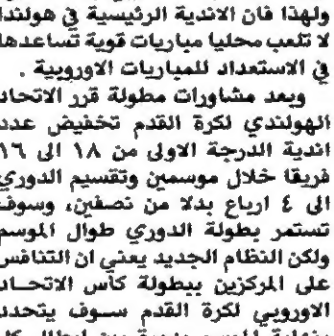 ولهذا فان الاندية الرئيسية في هولندا
لا تلعب محليا مباريات قوية تساعدها
في الاستعداد للمباريات الاوروبية .
وبعد مشاورات مطولة قرر الاتحاد
الهولندي لكرة القدم تخفيض عدد
اندية الدرجة الاولى من ١٨ الى ١٦
فريقا خلال موسمين وتقسيم الدوري
الى ٤ ارباع بدلا من نصفين، وسوف
تستمر بطولة الدوري طوال الموسم
ولكن النظام الجديد يعني ان التنافس
على المركزين ببطولة كأس الاتحاد
الاوروبي لكرة القدم سوف يتحدد